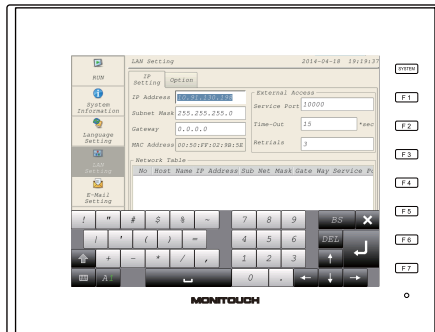 LAN Setting 2014-04-18 19:19:37
RUN
System Information
Language Setting
LAN Setting
E-Mail Setting
IP Setting
Option
IP Address
Subnet Mask 255.255.255.0
Gateway 0.0.0.0
MAC Address 00:50:FF:02:9B:5E
External Access
Service Port 10000
Time-Out 15 *sec
Retrials 3
Network Table
No Host Name IP Address Sub Net Mask Gate Way Service Po
! " # $ % ~ 7 8 9 BS X
| ' ( ) = 4 5 6 DEL
+ - * / , 1 2 3
A1 0 .
MONITOUCH
SYSTEM
F1
F2
F3
F4
F5
F6
F7